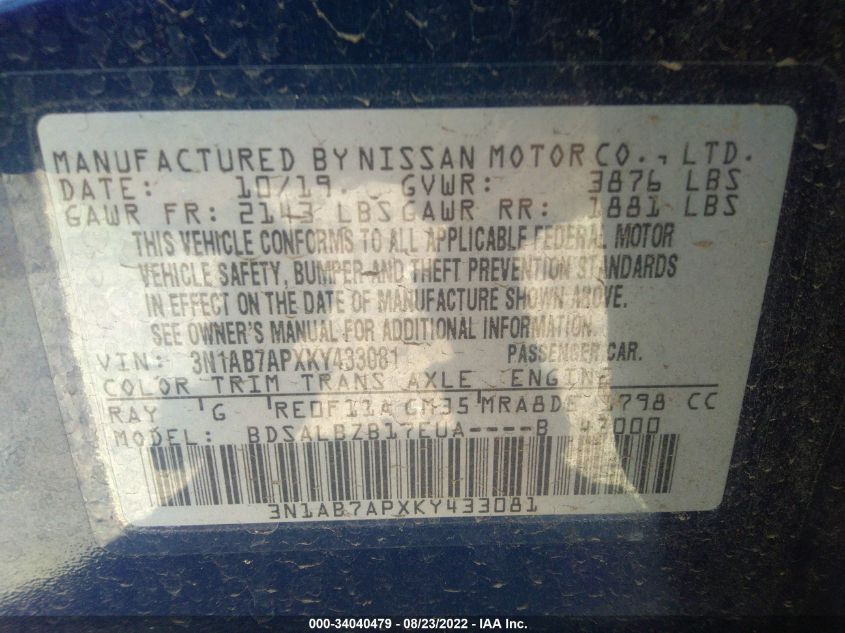 MANUFACTURED BY NISSAN MOTOR CO., LTD.
DATE: 10/19. GVWR: 3876 LBS
GAWR FR: 2143 LBS GAWR RR: 1881 LBS
THIS VEHICLE CONFORMS TO ALL APPLICABLE FEDERAL MOTOR
VEHICLE SAFETY, BUMPER AND THEFT PREVENTION STANDARDS
IN EFFECT ON THE DATE OF MANUFACTURE SHOWN ABOVE.
SEE OWNER'S MANUAL FOR ADDITIONAL INFORMATION.
VIN: 3N1AB7APXKY433081 PASSENGER CAR.
COLOR TRIM TRANS AXLE ENGINE
RAY G RE0F11A GM35 MRA8DE 1798 CC
MODEL: BDSALBZB17EUA----B 43000
3N1AB7APXKY433081
000-34040479 - 08/23/2022 - IAA Inc.